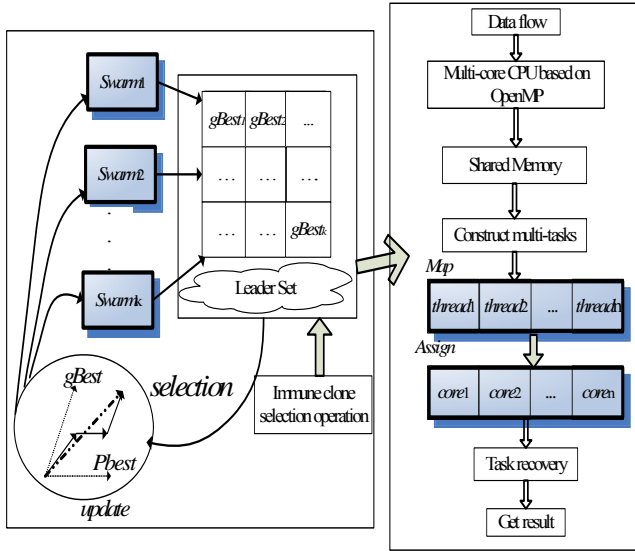 Swarm1
Swarm2
Swarmk
gBest1 gBest2 ...
... ... ...
... ... gBestk
Leader Set
selection
Immune clone
selection operation
gBest
Pbest
update
Data flow
Multi-core CPU based on
OpenMP
Shared Memory
Construct multi-tasks
Map
thread1 thread2 ... threadn
Assign
core1 core2 ... coren
Task recovery
Get result